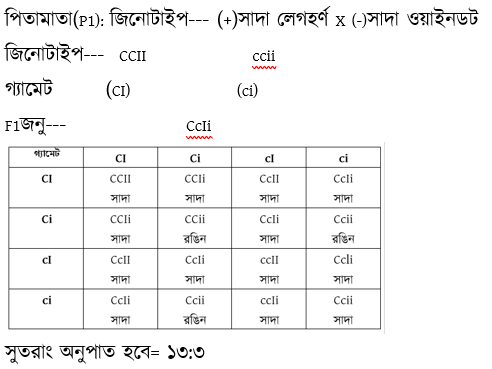 পিতামাতা(P1): জিনোটাইপ--- (+)সাদা লেগহর্ণ X (-)সাদা ওয়াইনডট
জিনোটাইপ--- CCII ccii
গ্যামেট (CI) (ci)
F1জনু--- CcIi
গ্যামেট CI Ci cI ci
CI CCII CCIi CcII CcIi
সাদা সাদা সাদা সাদা
Ci CCIi CCii CcIi Ccii
সাদা রঙিন সাদা রঙিন
cI CcII CcIi ccII Ccli
সাদা সাদা সাদা সাদা
ci CcIi Ccii ccIi Ccii
সাদা রঙিন সাদা সাদা
সুতরাং অনুপাত হবে= ১৩:৩